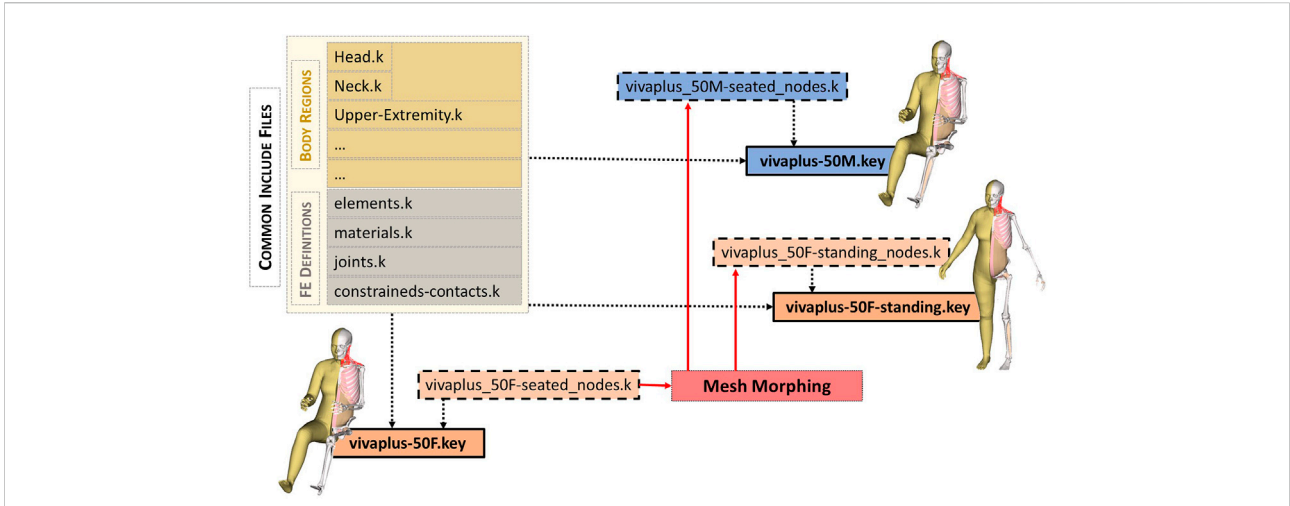 COMMON INCLUDE FILES
BODY REGIONS
Head.k
Neck.k
Upper-Extremity.k
...
...
FE DEFINITIONS
elements.k
materials.k
joints.k
constraineds-contacts.k
vivaplus_50M-seated_nodes.k
vivaplus-50M.key
vivaplus_50F-standing_nodes.k
vivaplus-50F-standing.key
vivaplus_50F-seated_nodes.k
Mesh Morphing
vivaplus-50F.key